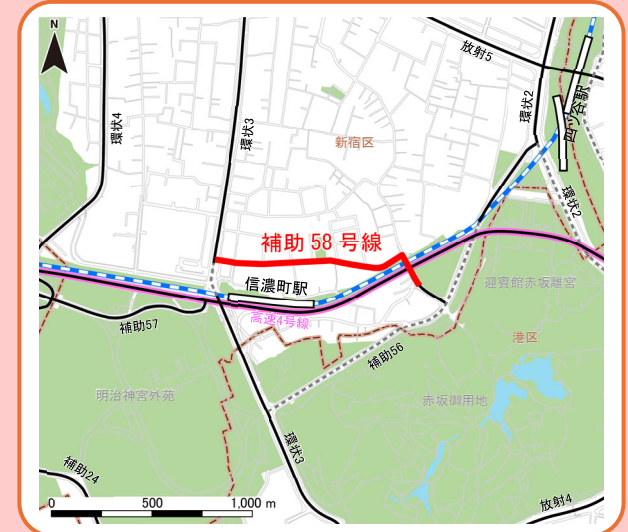 N
放射5
環状2
四ツ谷駅
環状4
環状3
新宿区
環状2
補助58号線
信濃町駅
迎賓館赤坂離宮
高速4号線
補助57
港区
補助56
明治神宮外苑
赤坂御用地
環状3
補助24
放射4
0 500 1,000 m